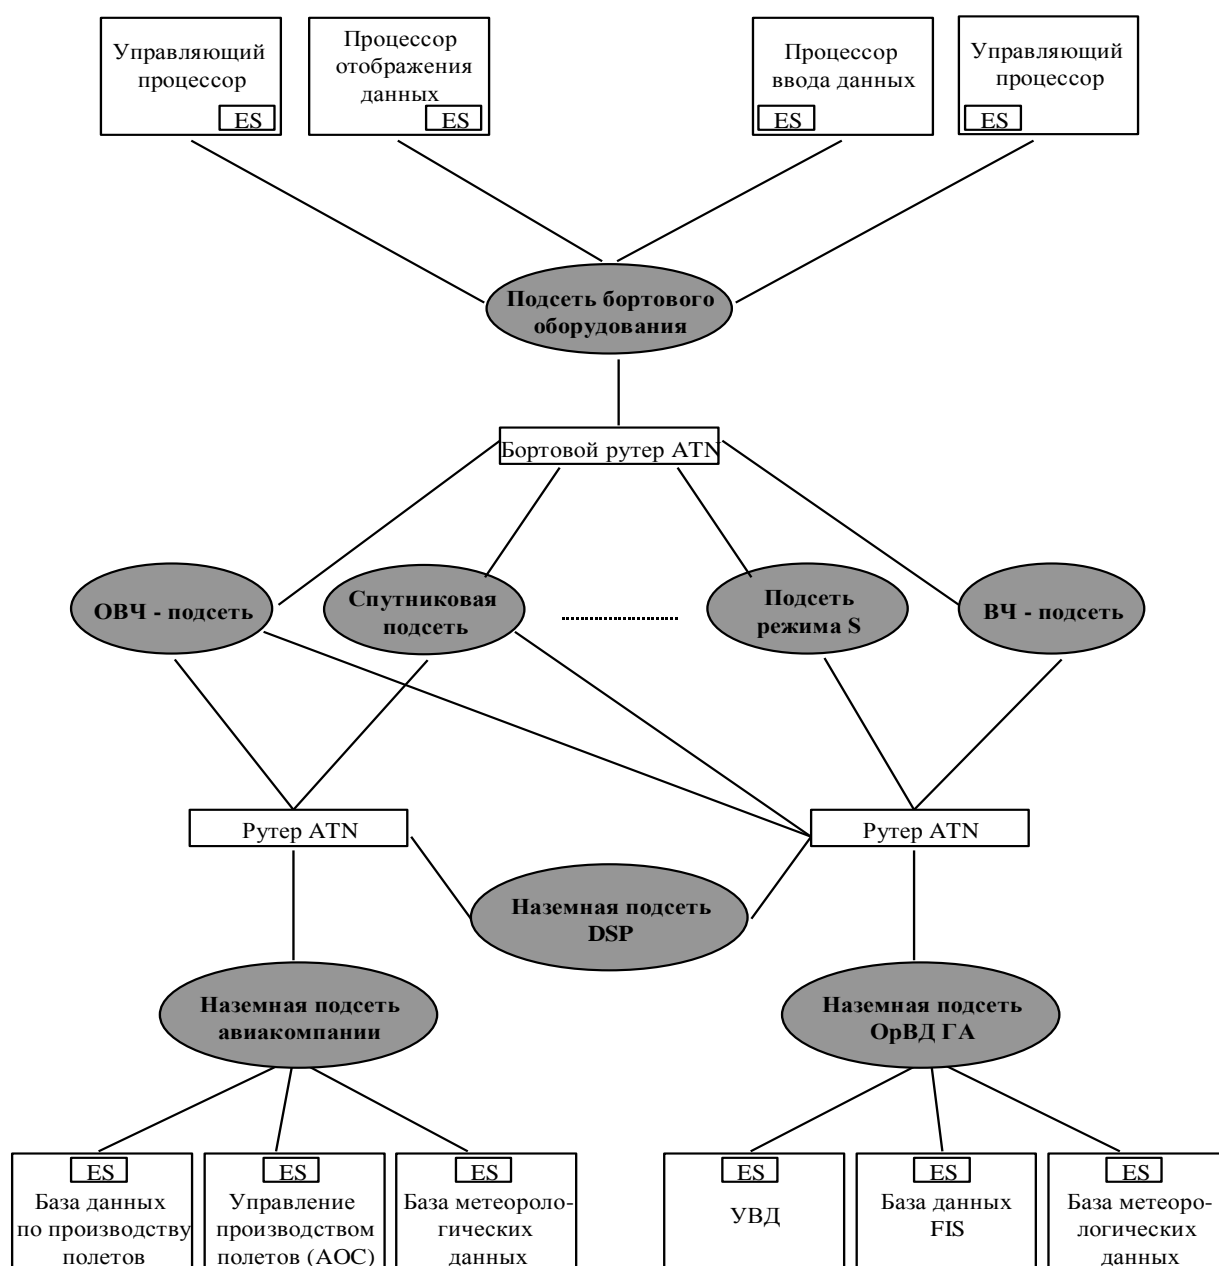 Управляющий
процессор
ES
Процессор
отображения
данных
ES
Процессор
ввода данных
ES
Управляющий
процессор
ES
Подсеть бортового
оборудования
Бортовой рутер ATN
ОВЧ - подсеть
Спутниковая
подсеть
Подсеть
режима S
ВЧ - подсеть
Рутер ATN
Рутер ATN
Наземная подсеть
DSP
Наземная подсеть
авиакомпании
Наземная подсеть
ОрВД ГА
ES
База данных
по производству
полетов
ES
Управление
производством
полетов (АОС)
ES
База метеороло-
гических
данных
ES
УВД
ES
База данных
FIS
ES
База метеоро-
логических
данных